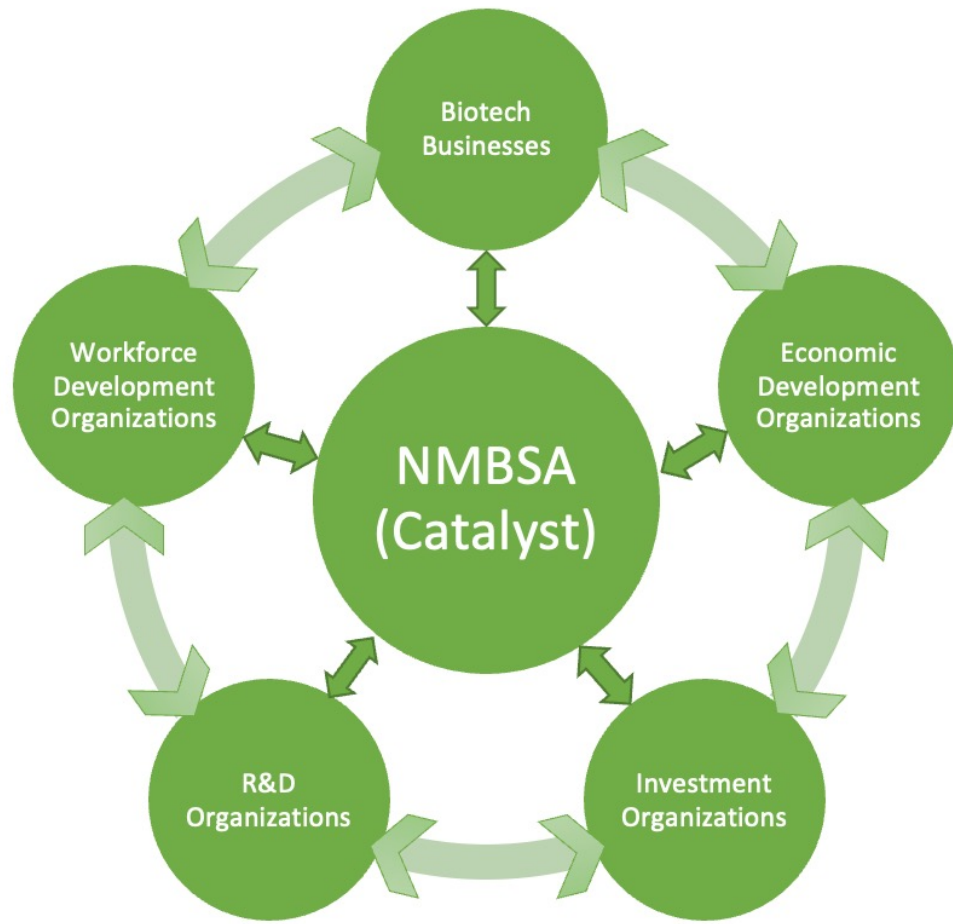 Biotech
Businesses
Workforce
Development
Organizations
Economic
Development
Organizations
NMBSA
(Catalyst)
R&D
Organizations
Investment
Organizations